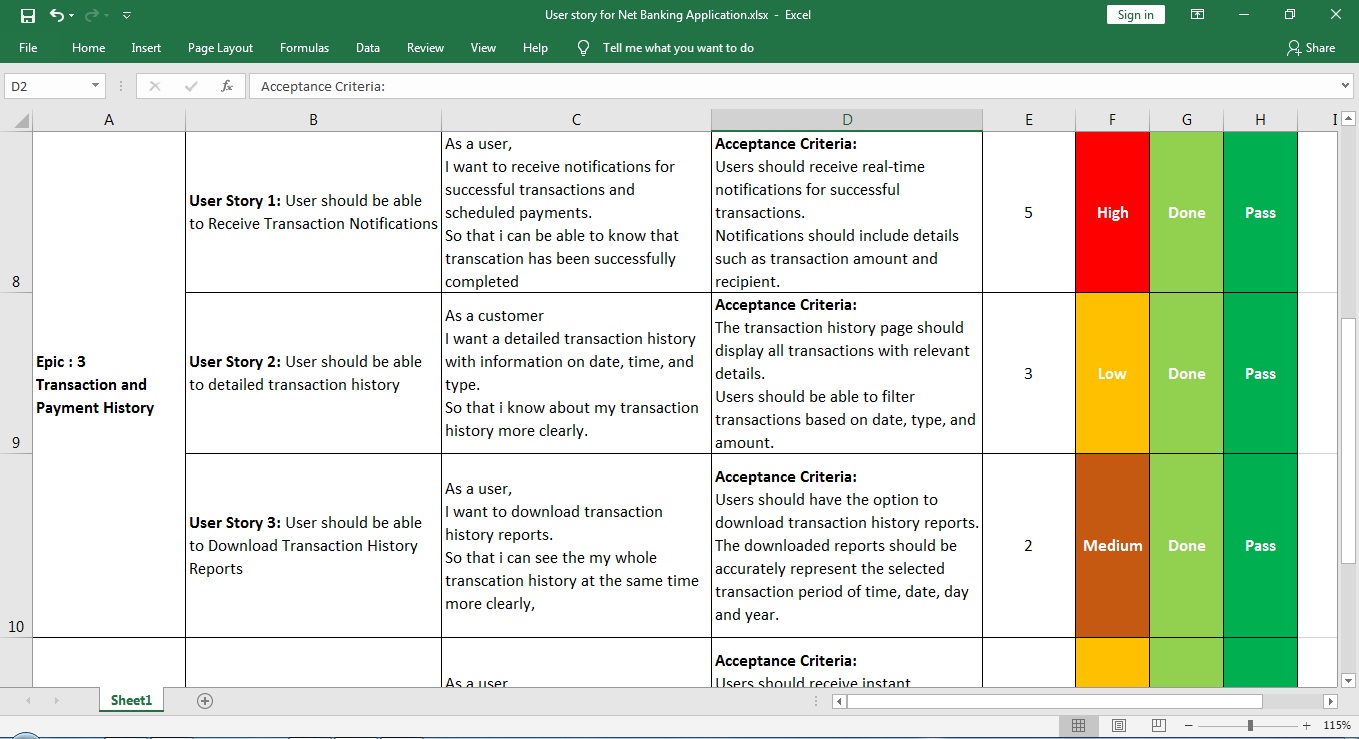 User story for Net Banking Application.xlsx - Excel
Sign in
File Home Insert Page Layout Formulas Data Review View Help Tell me what you want to do Share
D2 fx Acceptance Criteria:
A B C D E F G H I
8
Epic : 3
Transaction and
Payment History
User Story 1: User should be able
to Receive Transaction Notifications
As a user,
I want to receive notifications for
successful transactions and
scheduled payments.
So that i can be able to know that
transcation has been successfully
completed
Acceptance Criteria:
Users should receive real-time
notifications for successful
transactions.
Notifications should include details
such as transaction amount and
recipient.
5
High
Done
Pass
9
User Story 2: User should be able
to detailed transaction history
As a customer
I want a detailed transaction history
with information on date, time, and
type.
So that i know about my transaction
history more clearly.
Acceptance Criteria:
The transaction history page should
display all transactions with relevant
details.
Users should be able to filter
transactions based on date, type, and
amount.
3
Low
Done
Pass
10
User Story 3: User should be able
to Download Transaction History
Reports
As a user,
I want to download transaction
history reports.
So that i can see the my whole
transcation history at the same time
more clearly,
Acceptance Criteria:
Users should have the option to
download transaction history reports.
The downloaded reports should be
accurately represent the selected
transaction period of time, date, day
and year.
2
Medium
Done
Pass
As a user,
Acceptance Criteria:
Users should receive instant
Sheet1
115%